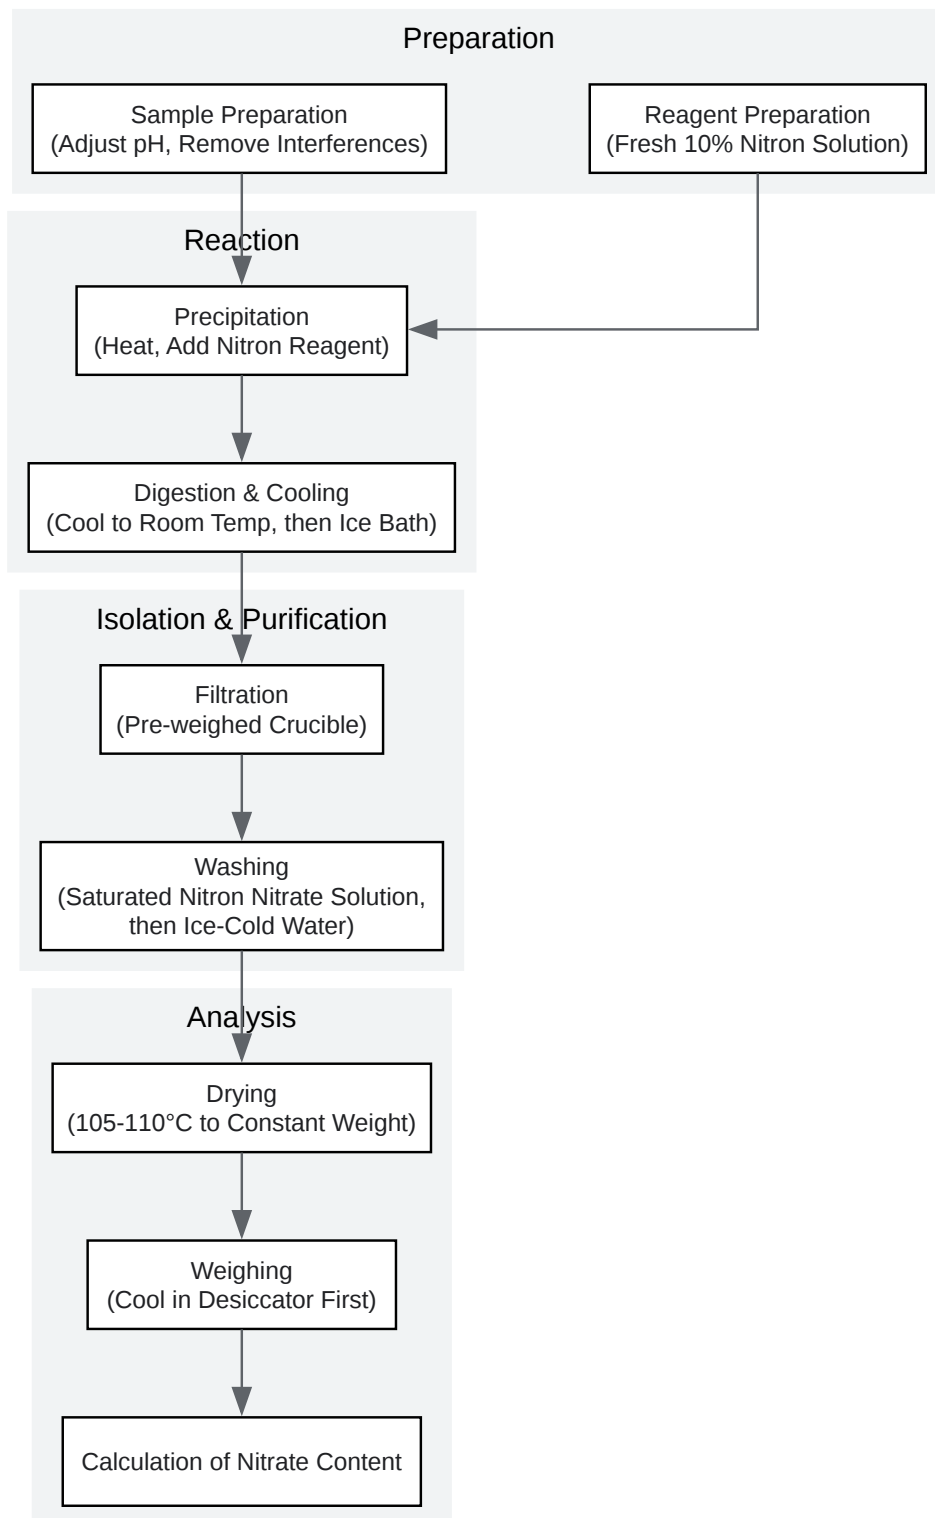 Preparation
Sample Preparation
(Adjust pH, Remove Interferences)
Reagent Preparation
(Fresh 10% Nitron Solution)
Reaction
Precipitation
(Heat, Add Nitron Reagent)
Digestion & Cooling
(Cool to Room Temp, then Ice Bath)
Isolation & Purification
Filtration
(Pre-weighed Crucible)
Washing
(Saturated Nitron Nitrate Solution,
then Ice-Cold Water)
Analysis
Drying
(105-110°C to Constant Weight)
Weighing
(Cool in Desiccator First)
Calculation of Nitrate Content